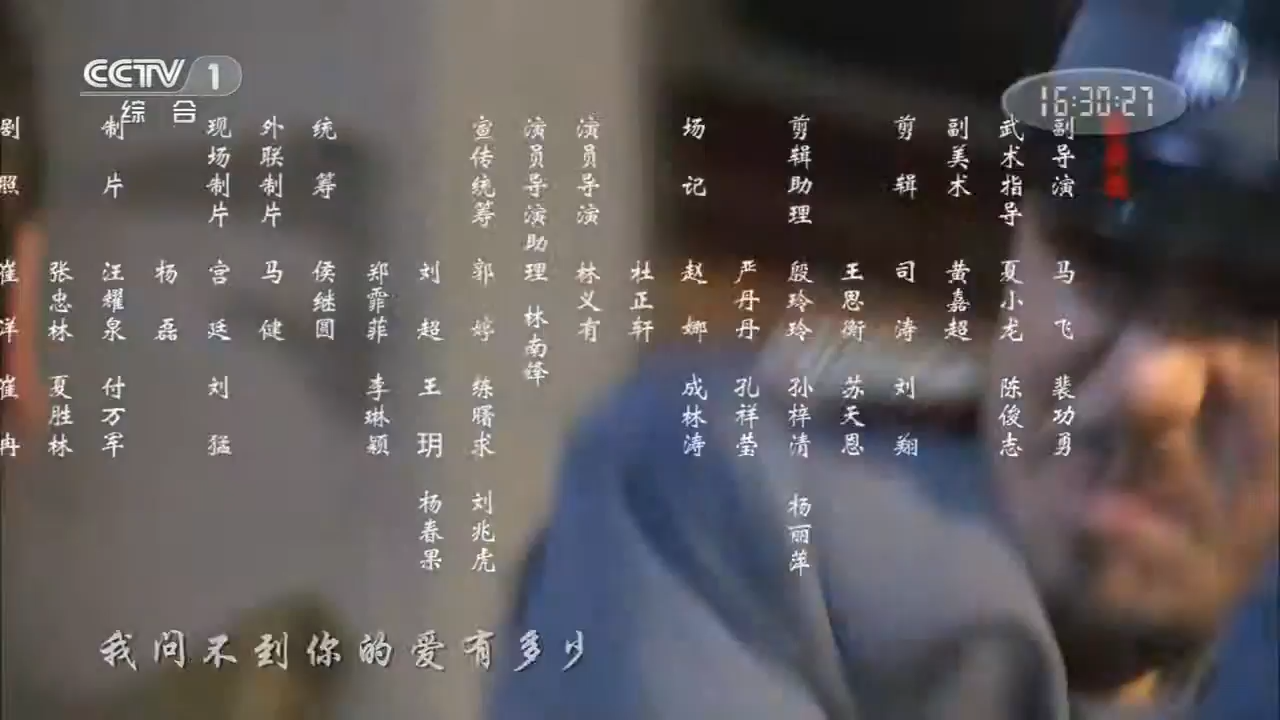 CCTV 1
综合
16:30:27
副导演 马飞 裴功勇
武术指导 夏小龙 陈俊志
副美术 黄嘉超
剪辑 司涛 刘翔
王思衡 苏天恩
剪辑助理 殷玲玲 孙梓清 杨丽萍
严丹丹 孔祥莹
场记 赵娜 成林涛
杜正轩
演员导演 林义有
演员导演助理 林南锋
宣传统筹 郭婷 练曙求 刘兆虎
刘超 王玥 杨春果
郑霏菲 李琳颖
统筹 侯继圆
外联制片 马健
现场制片 宫廷 刘猛
杨磊
制片 汪耀泉 付万军
张忠林 夏胜林
剧照 崔洋 崔冉
我问不到你的爱有多少